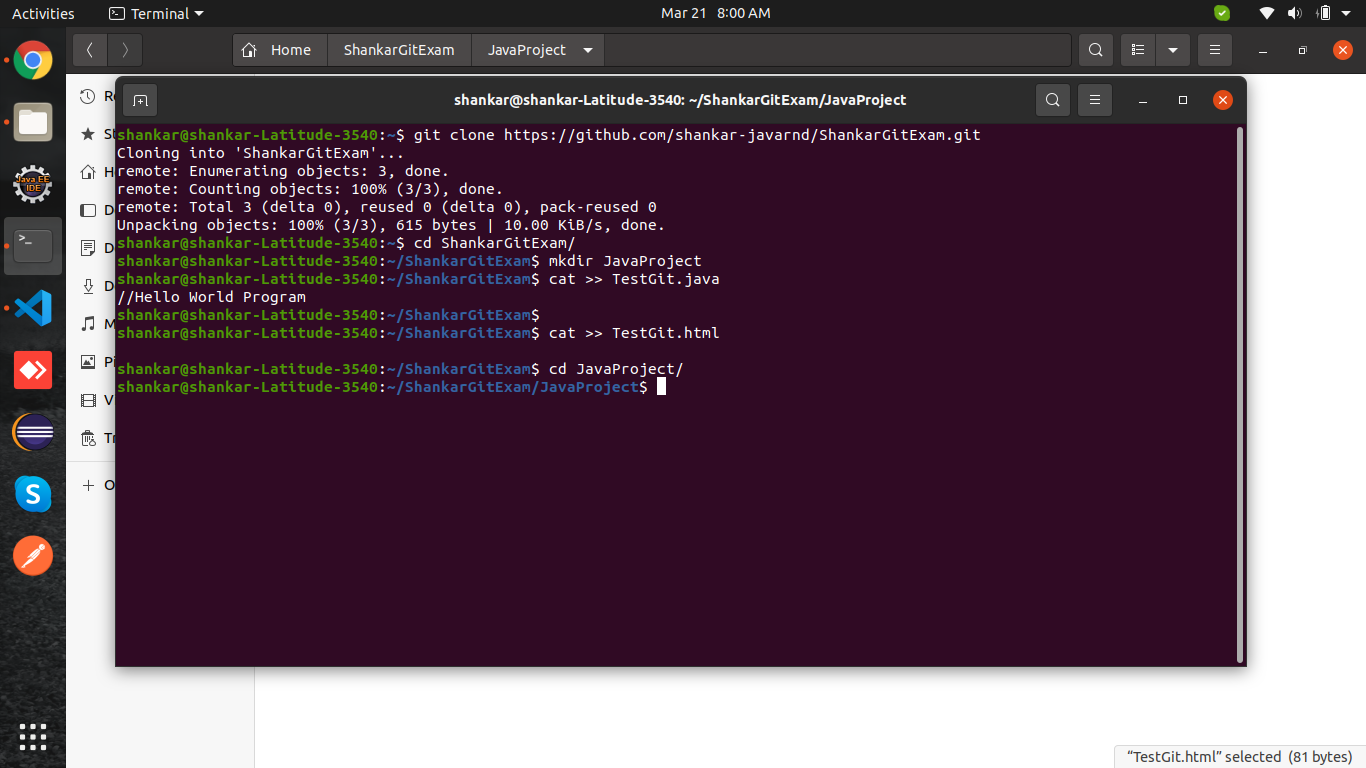 Activities Terminal Mar 21 8:00 AM
Home ShankarGitExam JavaProject
shankar@shankar-Latitude-3540: ~/ShankarGitExam/JavaProject
shankar@shankar-Latitude-3540:~$ git clone https://github.com/shankar-javarnd/ShankarGitExam.git
Cloning into 'ShankarGitExam'...
remote: Enumerating objects: 3, done.
remote: Counting objects: 100% (3/3), done.
remote: Total 3 (delta 0), reused 0 (delta 0), pack-reused 0
Unpacking objects: 100% (3/3), 615 bytes | 10.00 KiB/s, done.
shankar@shankar-Latitude-3540:~$ cd ShankarGitExam/
shankar@shankar-Latitude-3540:~/ShankarGitExam$ mkdir JavaProject
shankar@shankar-Latitude-3540:~/ShankarGitExam$ cat >> TestGit.java
//Hello World Program
shankar@shankar-Latitude-3540:~/ShankarGitExam$
shankar@shankar-Latitude-3540:~/ShankarGitExam$ cat >> TestGit.html
shankar@shankar-Latitude-3540:~/ShankarGitExam$ cd JavaProject/
shankar@shankar-Latitude-3540:~/ShankarGitExam/JavaProject$
Java EE
IDE
“TestGit.html” selected (81 bytes)